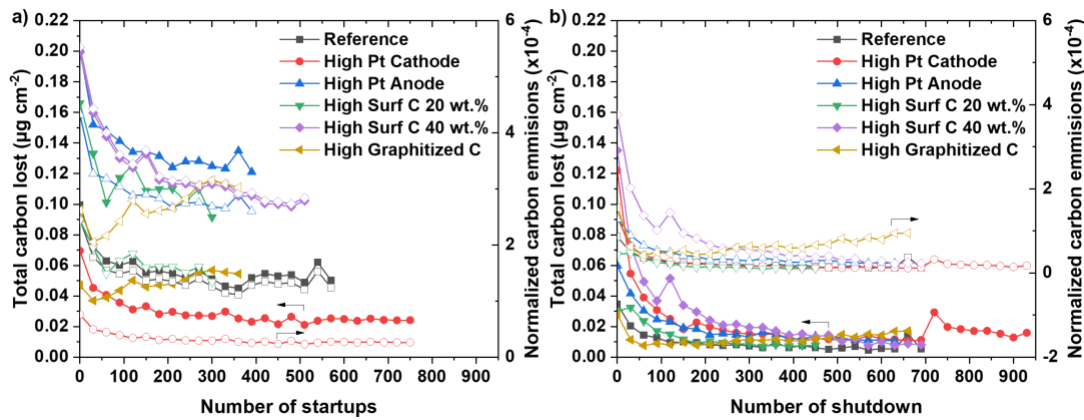 a)
Total carbon lost (µg cm-2)
0.22
0.20
0.18
0.16
0.14
0.12
0.10
0.08
0.06
0.04
0.02
0.00
Reference
High Pt Cathode
High Pt Anode
High Surf C 20 wt.%
High Surf C 40 wt.%
High Graphitized C
6
4
2
0
Normalized carbon emmisions (x10-4)
0 100 200 300 400 500 600 700 800 900
Number of startups
b)
Total carbon lost (µg cm-2)
0.22
0.20
0.18
0.16
0.14
0.12
0.10
0.08
0.06
0.04
0.02
0.00
Reference
High Pt Cathode
High Pt Anode
High Surf C 20 wt.%
High Surf C 40 wt.%
High Graphitized C
6
4
2
0
-2
Normalized carbon emmisions (x10-4)
0 100 200 300 400 500 600 700 800 900
Number of shutdown